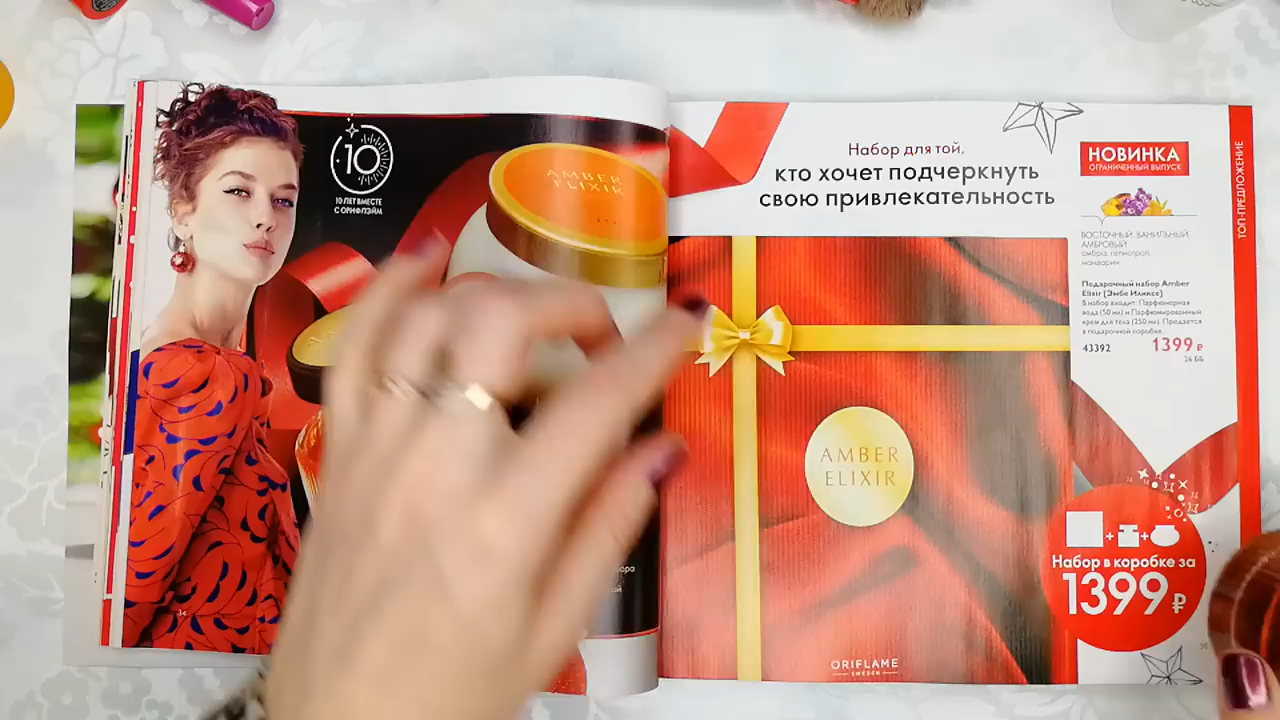 10
10 ЛЕТ ВМЕСТЕ
С ОРИФЛЭЙМ
AMBER
ELIXIR
Набор для той,
кто хочет подчеркнуть
свою привлекательность
НОВИНКА
ОГРАНИЧЕННЫЙ ВЫПУСК
ТОП-ПРЕДЛОЖЕНИЕ
ВОСТОЧНЫЙ, ВАНИЛЬНЫЙ,
АМБРОВЫЙ
амбра, гелиотроп,
мандарин
Подарочный набор Amber
Elixir [Эмбе Иликсе]
В набор входит: Парфюмерная
вода (50 мл) и Парфюмированный
крем для тела (250 мл). Продается
в подарочной коробке.
43392 1399 ₽
26 ББ
AMBER
ELIXIR
Набор в коробке за
1399 ₽
ORIFLAME
SWEDEN
34